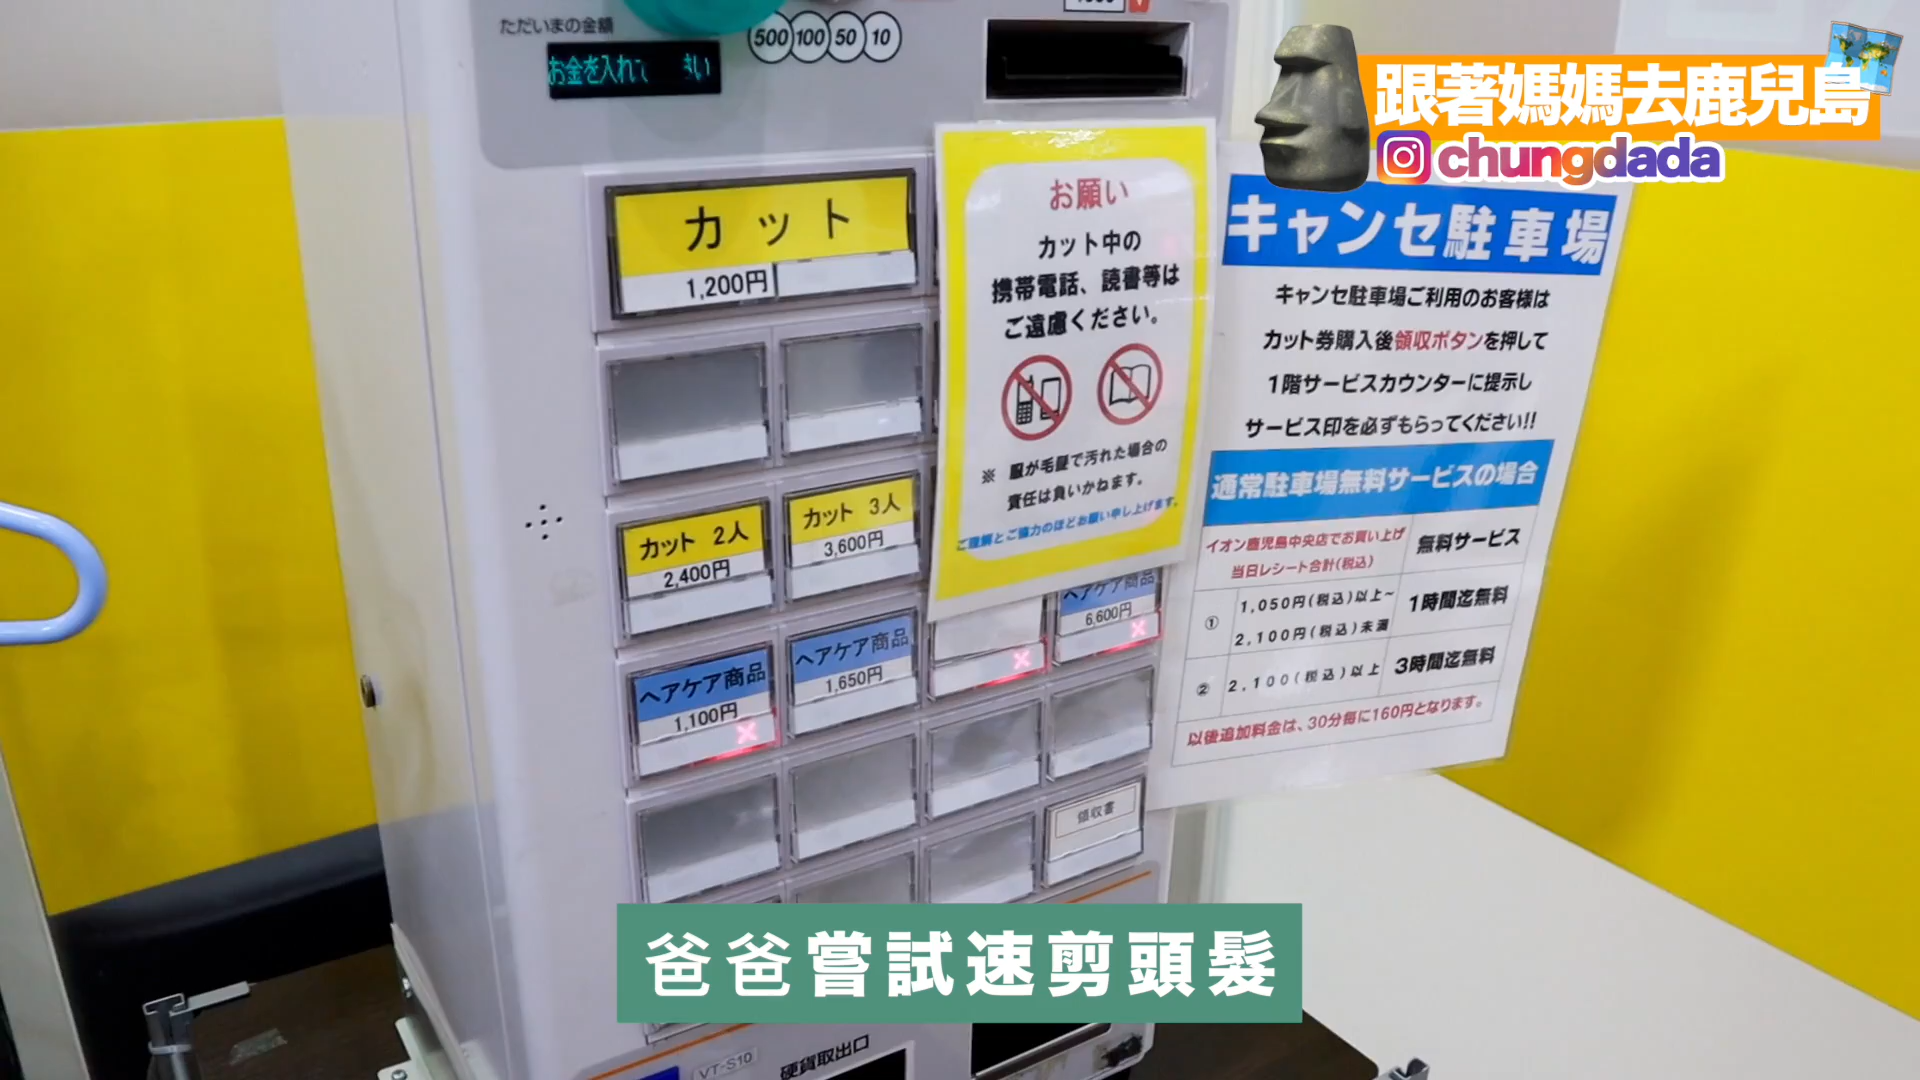 ただいまの金額
500 100 50 10
跟著媽媽去鹿兒島
chungdada
カット
1,200円
カット 2人
2,400円
カット 3人
3,600円
ヘアケア商品
1,100円
ヘアケア商品
1,650円
ヘアケア商品
6,600円
領収書
お願い
カット中の
携帯電話、読書等は
ご遠慮ください。
※ 服が毛髪で汚れた場合の
責任は負いかねます。
ご理解とご協力のほどお願い申し上げます。
キャンセ駐車場
キャンセ駐車場ご利用のお客様は
カット券購入後領収ボタンを押して
1階サービスカウンターに提示し
サービス印を必ずもらってください!!
通常駐車場無料サービスの場合
イオン鹿児島中央店でお買い上げ
当日レシート合計(税込)
無料サービス
① 1,050円(税込)以上~
2,100円(税込)未満
1時間迄無料
② 2,100(税込)以上
3時間迄無料
以後追加料金は、30分毎に160円となります。
爸爸嘗試速剪頭髮
VT-S10
硬貨取出口